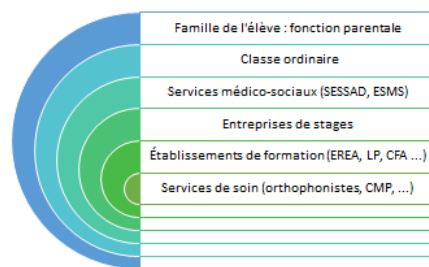 Famille de l'élève : fonction parentale
Classe ordinaire
Services médico-sociaux (SESSAD, ESMS)
Entreprises de stages
Établissements de formation (EREA, LP, CFA ...)
Services de soin (orthophonistes, CMP, ...)